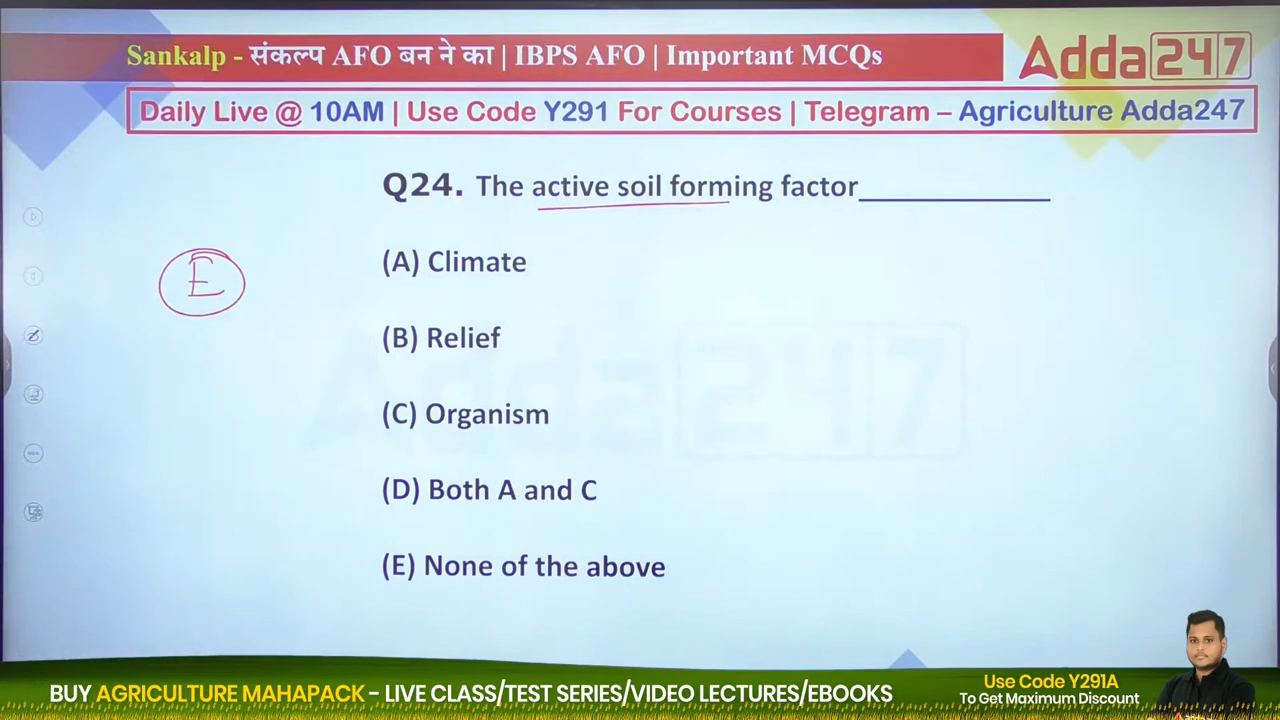 Sankalp - संकल्प AFO बन ने का | IBPS AFO | Important MCQs
Adda247
Daily Live @ 10AM | Use Code Y291 For Courses | Telegram – Agriculture Adda247
Q24. The active soil forming factor____________
E
(A) Climate
(B) Relief
(C) Organism
(D) Both A and C
(E) None of the above
Adda247
BUY AGRICULTURE MAHAPACK - LIVE CLASS/TEST SERIES/VIDEO LECTURES/EBOOKS
Use Code Y291A
To Get Maximum Discount